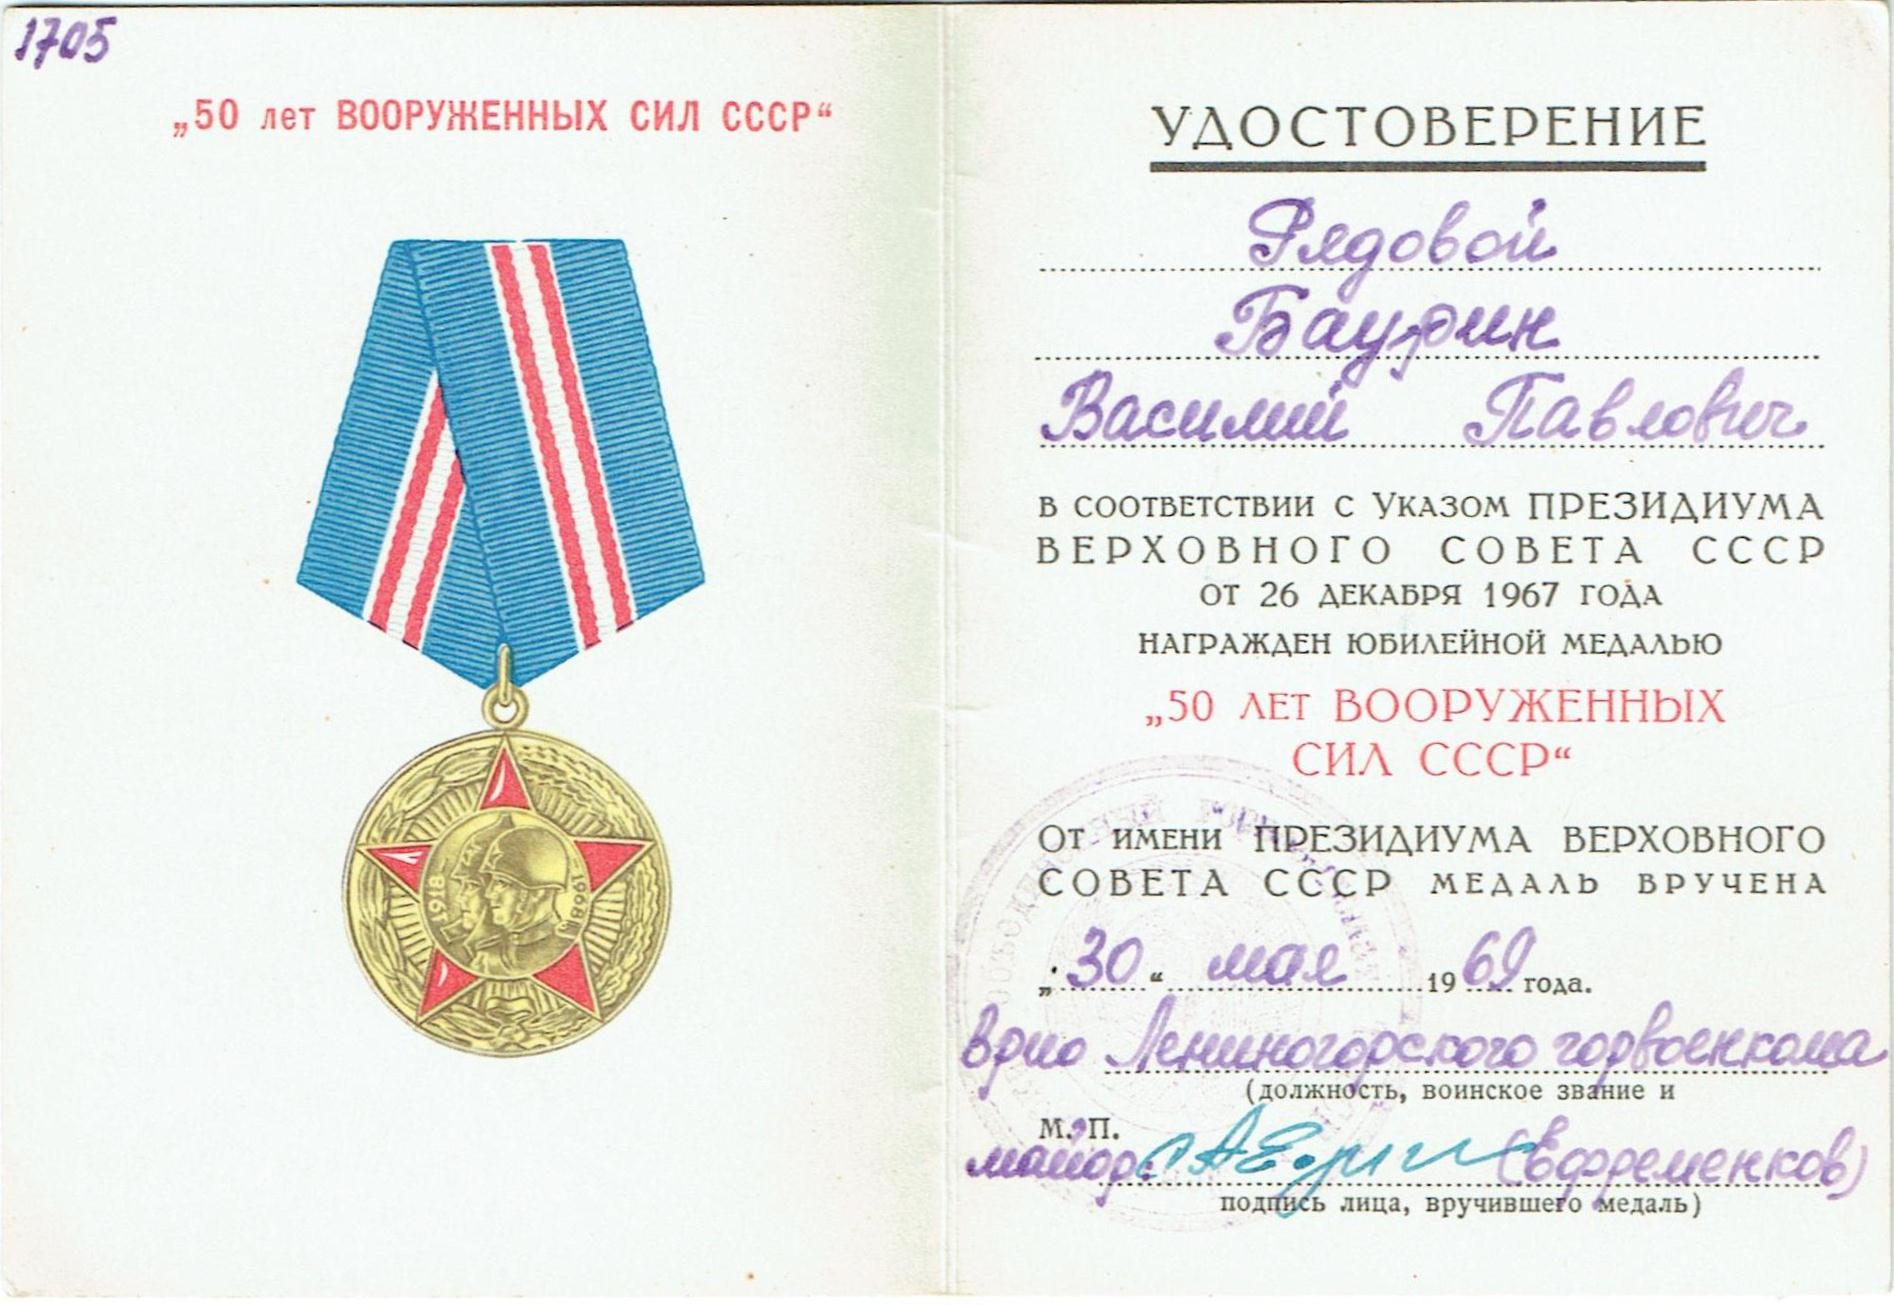 1705
„50 лет ВООРУЖЕННЫХ СИЛ СССР“
1918
1968
УДОСТОВЕРЕНИЕ
Рядовой
Баурин
Василий Павлович
В СООТВЕТСТВИИ С УКАЗОМ ПРЕЗИДИУМА
ВЕРХОВНОГО СОВЕТА СССР
ОТ 26 ДЕКАБРЯ 1967 ГОДА
НАГРАЖДЕН ЮБИЛЕЙНОЙ МЕДАЛЬЮ
„50 ЛЕТ ВООРУЖЕННЫХ
СИЛ СССР“
ОТ ИМЕНИ ПРЕЗИДИУМА ВЕРХОВНОГО
СОВЕТА СССР МЕДАЛЬ ВРУЧЕНА
„30“ мая 1969 года.
Врио Лениногорского горвоенкома
(должность, воинское звание и
М. П.
майор (Ефременков)
подпись лица, вручившего медаль)